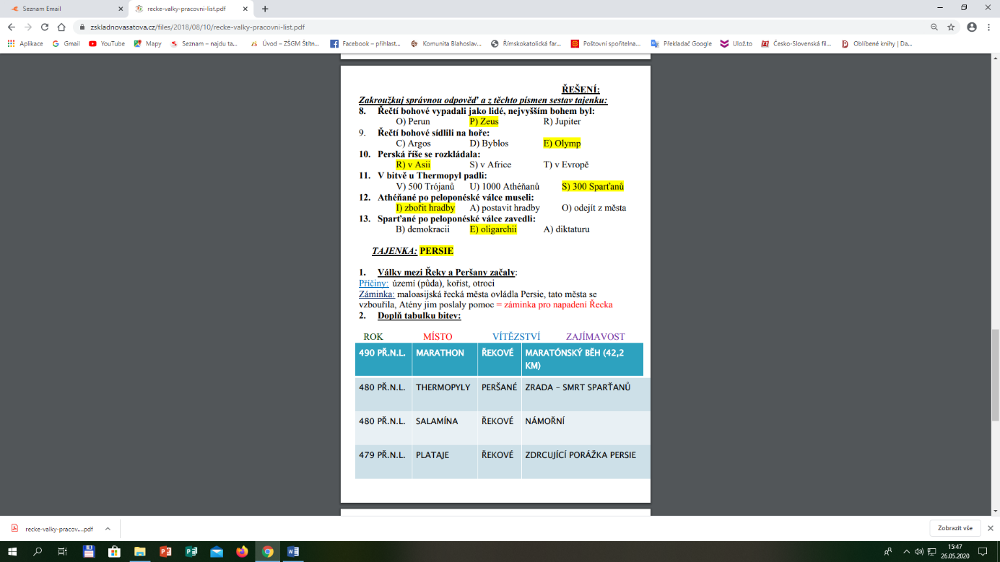 Seznam Email
recke-valky-pracovni-list.pdf
zskladnovasatova.cz/files/2018/08/10/recke-valky-pracovni-list.pdf
Aplikace Gmail YouTube Mapy Seznam – najdu ta... Úvod – ZŠGM Štítn... Facebook – přihlast... Komunita Blahoslav... Římskokatolická far... Poštovní spořitelna... Překladač Google Ulož.to Česko-Slovenská fil... Oblíbené knihy | Da...
ŘEŠENÍ:
Zakroužkuj správnou odpověď a z těchto písmen sestav tajenku:
8. Řečtí bohové vypadali jako lidé, nejvyšším bohem byl:
O) Perun P) Zeus R) Jupiter
9. Řečtí bohové sídlili na hoře:
C) Argos D) Byblos E) Olymp
10. Perská říše se rozkládala:
R) v Asii S) v Africe T) v Evropě
11. V bitvě u Thermopyl padli:
V) 500 Trójanů U) 1000 Athéňanů S) 300 Sparťanů
12. Athéňané po peloponéské válce museli:
I) zbořit hradby A) postavit hradby O) odejít z města
13. Sparťané po peloponéské válce zavedli:
B) demokracii E) oligarchii A) diktaturu
TAJENKA: PERSIE
1. Války mezi Řeky a Peršany začaly:
Příčiny: území (půda), kořist, otroci
Záminka: maloasijská řecká města ovládla Persie, tato města se
vzbouřila, Atény jim poslaly pomoc = záminka pro napadení Řecka
2. Doplň tabulku bitev:
ROK MÍSTO VÍTĚZSTVÍ ZAJÍMAVOST
490 PŘ.N.L. MARATHON ŘEKOVÉ MARATÓNSKÝ BĚH (42,2
KM)
480 PŘ.N.L. THERMOPYLY PERŠANÉ ZRADA – SMRT SPARŤANŮ
480 PŘ.N.L. SALAMÍNA ŘEKOVÉ NÁMOŘNÍ
479 PŘ.N.L. PLATAJE ŘEKOVÉ ZDRCUJÍCÍ PORÁŽKA PERSIE
recke-valky-pracov....pdf
Zobrazit vše
15:47
26.05.2020